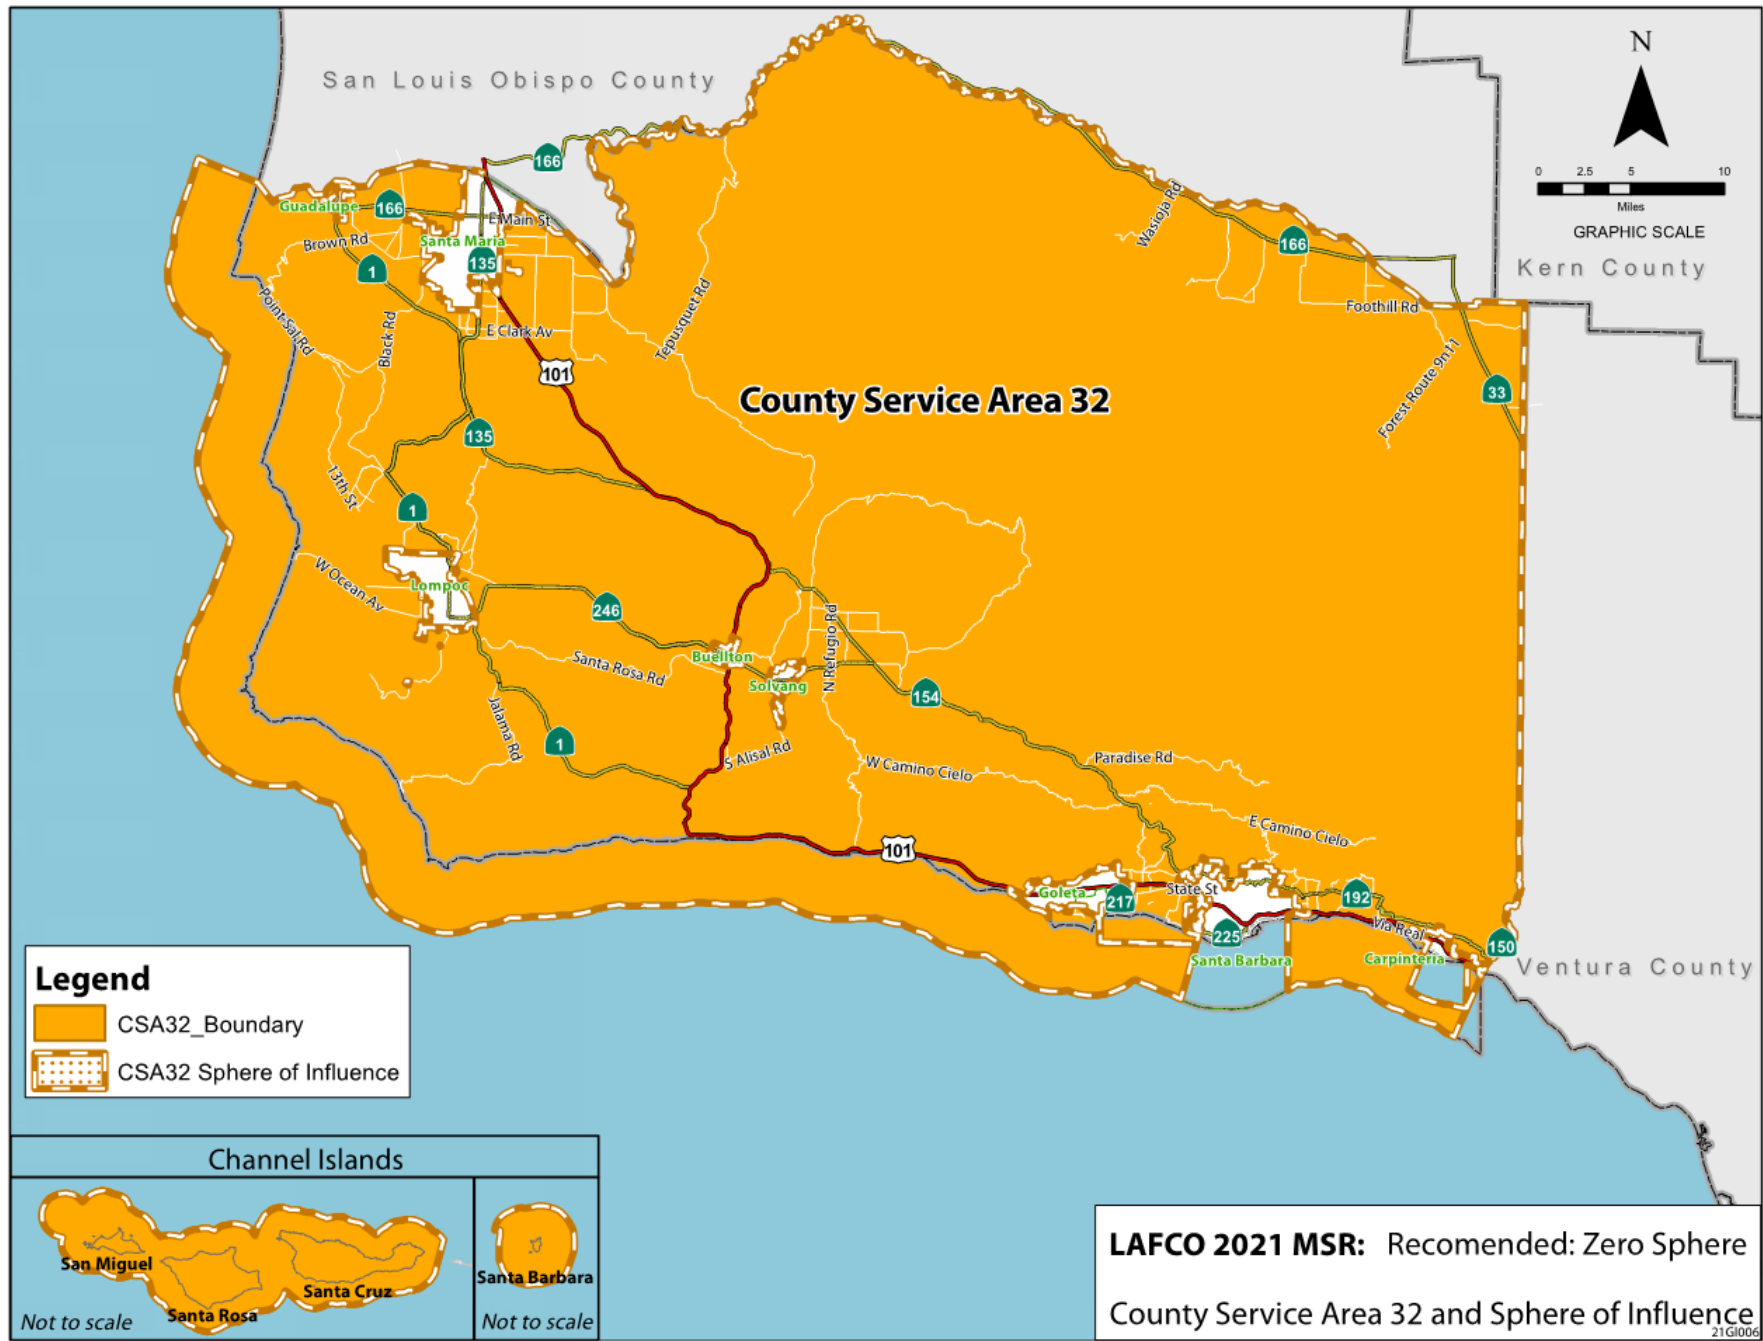 San Louis Obispo County
N
0 2.5 5 10
Miles
GRAPHIC SCALE
Kern County
166
Guadalupe
166
E Main St
Santa Maria
Brown Rd
135
1
Wasioja Rd
166
Point Sal Rd
Black Rd
E Clark Av
Tepusquet Rd
Foothill Rd
101
Forest Route 9n11
33
County Service Area 32
135
13th St
1
W Ocean Av
Lompoc
246
N Refugio Rd
Santa Rosa Rd
Buellton
Solvang
154
Jalama Rd
1
S Alisal Rd
W Camino Cielo
Paradise Rd
E Camino Cielo
101
Goleta
217
State St
192
225
Via Real
150
Santa Barbara
Carpinteria
Ventura County
Legend
CSA32_Boundary
CSA32 Sphere of Influence
Channel Islands
San Miguel
Santa Rosa
Santa Cruz
Not to scale
Santa Barbara
Not to scale
LAFCO 2021 MSR: Recomended: Zero Sphere
County Service Area 32 and Sphere of Influence
21GI006